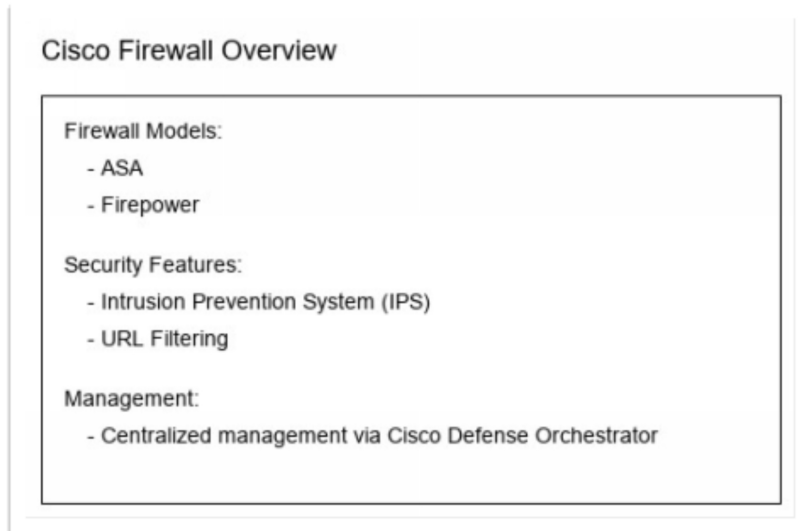 Cisco Firewall Overview
Firewall Models:
- ASA
- Firepower
Security Features:
- Intrusion Prevention System (IPS)
- URL Filtering
Management:
- Centralized management via Cisco Defense Orchestrator